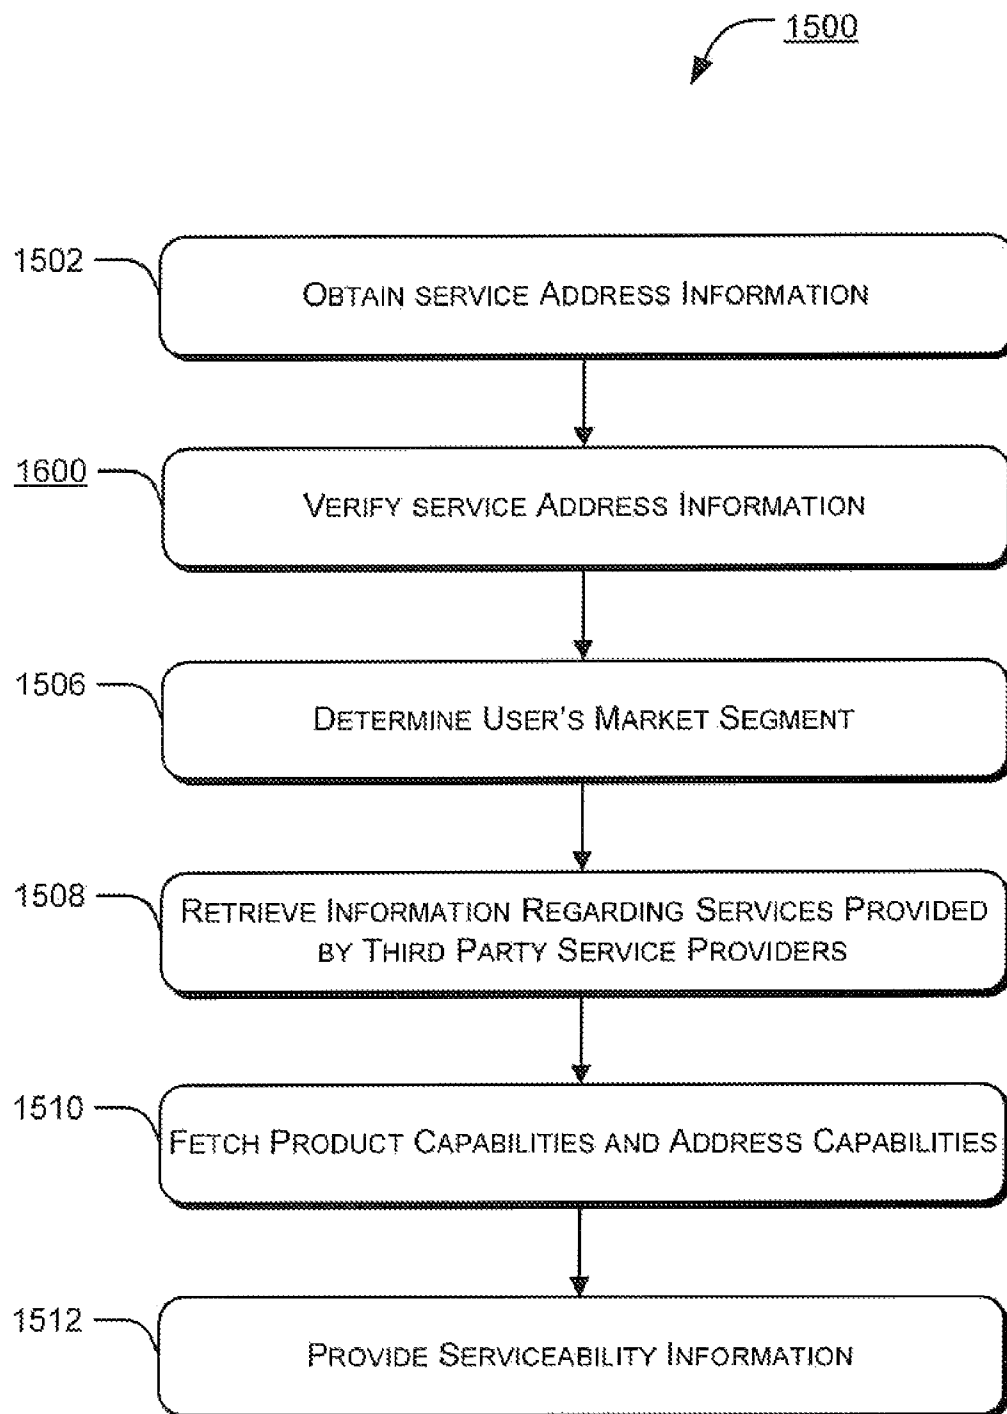 1500
1502
OBTAIN SERVICE ADDRESS INFORMATION
1600
VERIFY SERVICE ADDRESS INFORMATION
1506
DETERMINE USER'S MARKET SEGMENT
1508
RETRIEVE INFORMATION REGARDING SERVICES PROVIDED
BY THIRD PARTY SERVICE PROVIDERS
1510
FETCH PRODUCT CAPABILITIES AND ADDRESS CAPABILITIES
1512
PROVIDE SERVICEABILITY INFORMATION